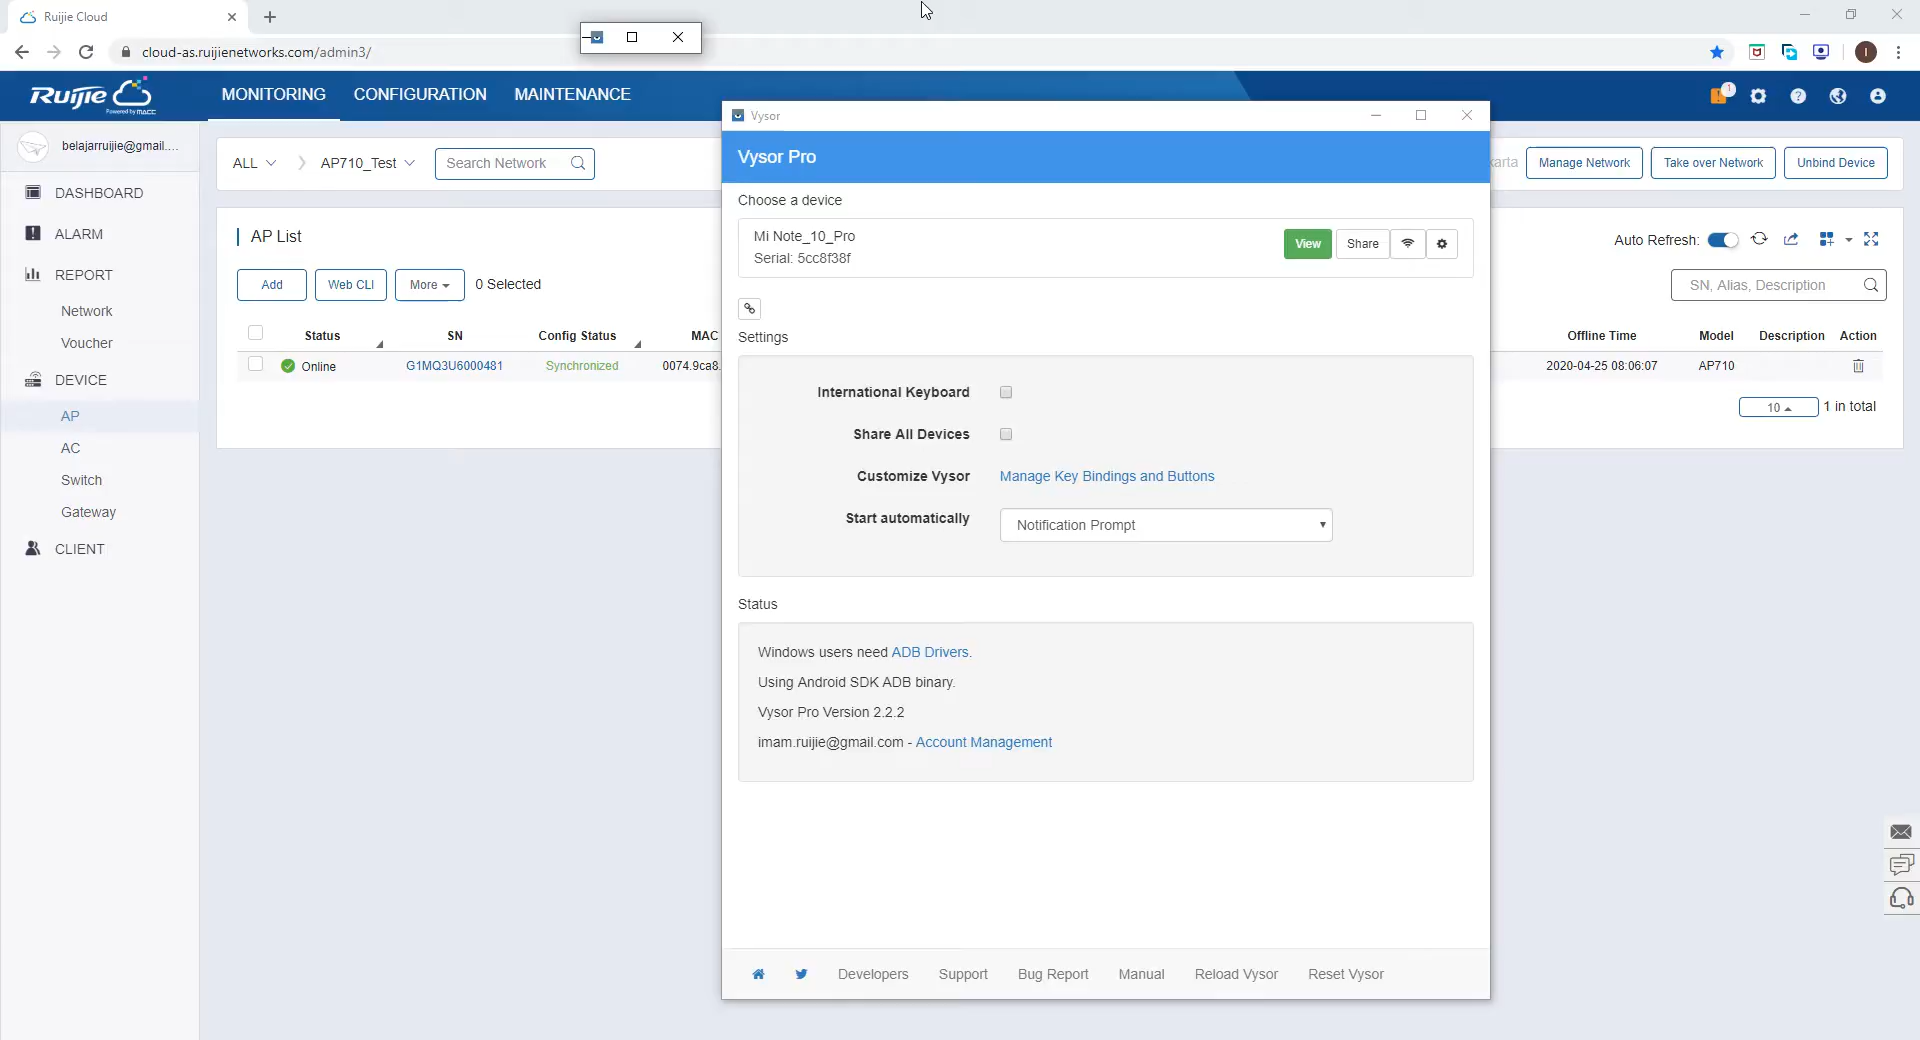 Ruijie Cloud
cloud-as.ruijienetworks.com/admin3/
I
Ruijie
Powered by MACC
MONITORING
CONFIGURATION
MAINTENANCE
1
belajarruijie@gmail....
DASHBOARD
ALARM
REPORT
Network
Voucher
DEVICE
AP
AC
Switch
Gateway
CLIENT
ALL
AP710_Test
Search Network
karta
Manage Network
Take over Network
Unbind Device
AP List
Auto Refresh:
Add
Web CLI
More
0 Selected
SN, Alias, Description
Status
SN
Config Status
MAC
Offline Time
Model
Description
Action
Online
G1MQ3U6000481
Synchronized
0074.9ca8.
2020-04-25 08:06:07
AP710
10
1 in total
Vysor
Vysor Pro
Choose a device
Mi Note_10_Pro
Serial: 5cc8f38f
View
Share
Settings
International Keyboard
Share All Devices
Customize Vysor
Manage Key Bindings and Buttons
Start automatically
Notification Prompt
Status
Windows users need ADB Drivers.
Using Android SDK ADB binary.
Vysor Pro Version 2.2.2
imam.ruijie@gmail.com - Account Management
Developers
Support
Bug Report
Manual
Reload Vysor
Reset Vysor